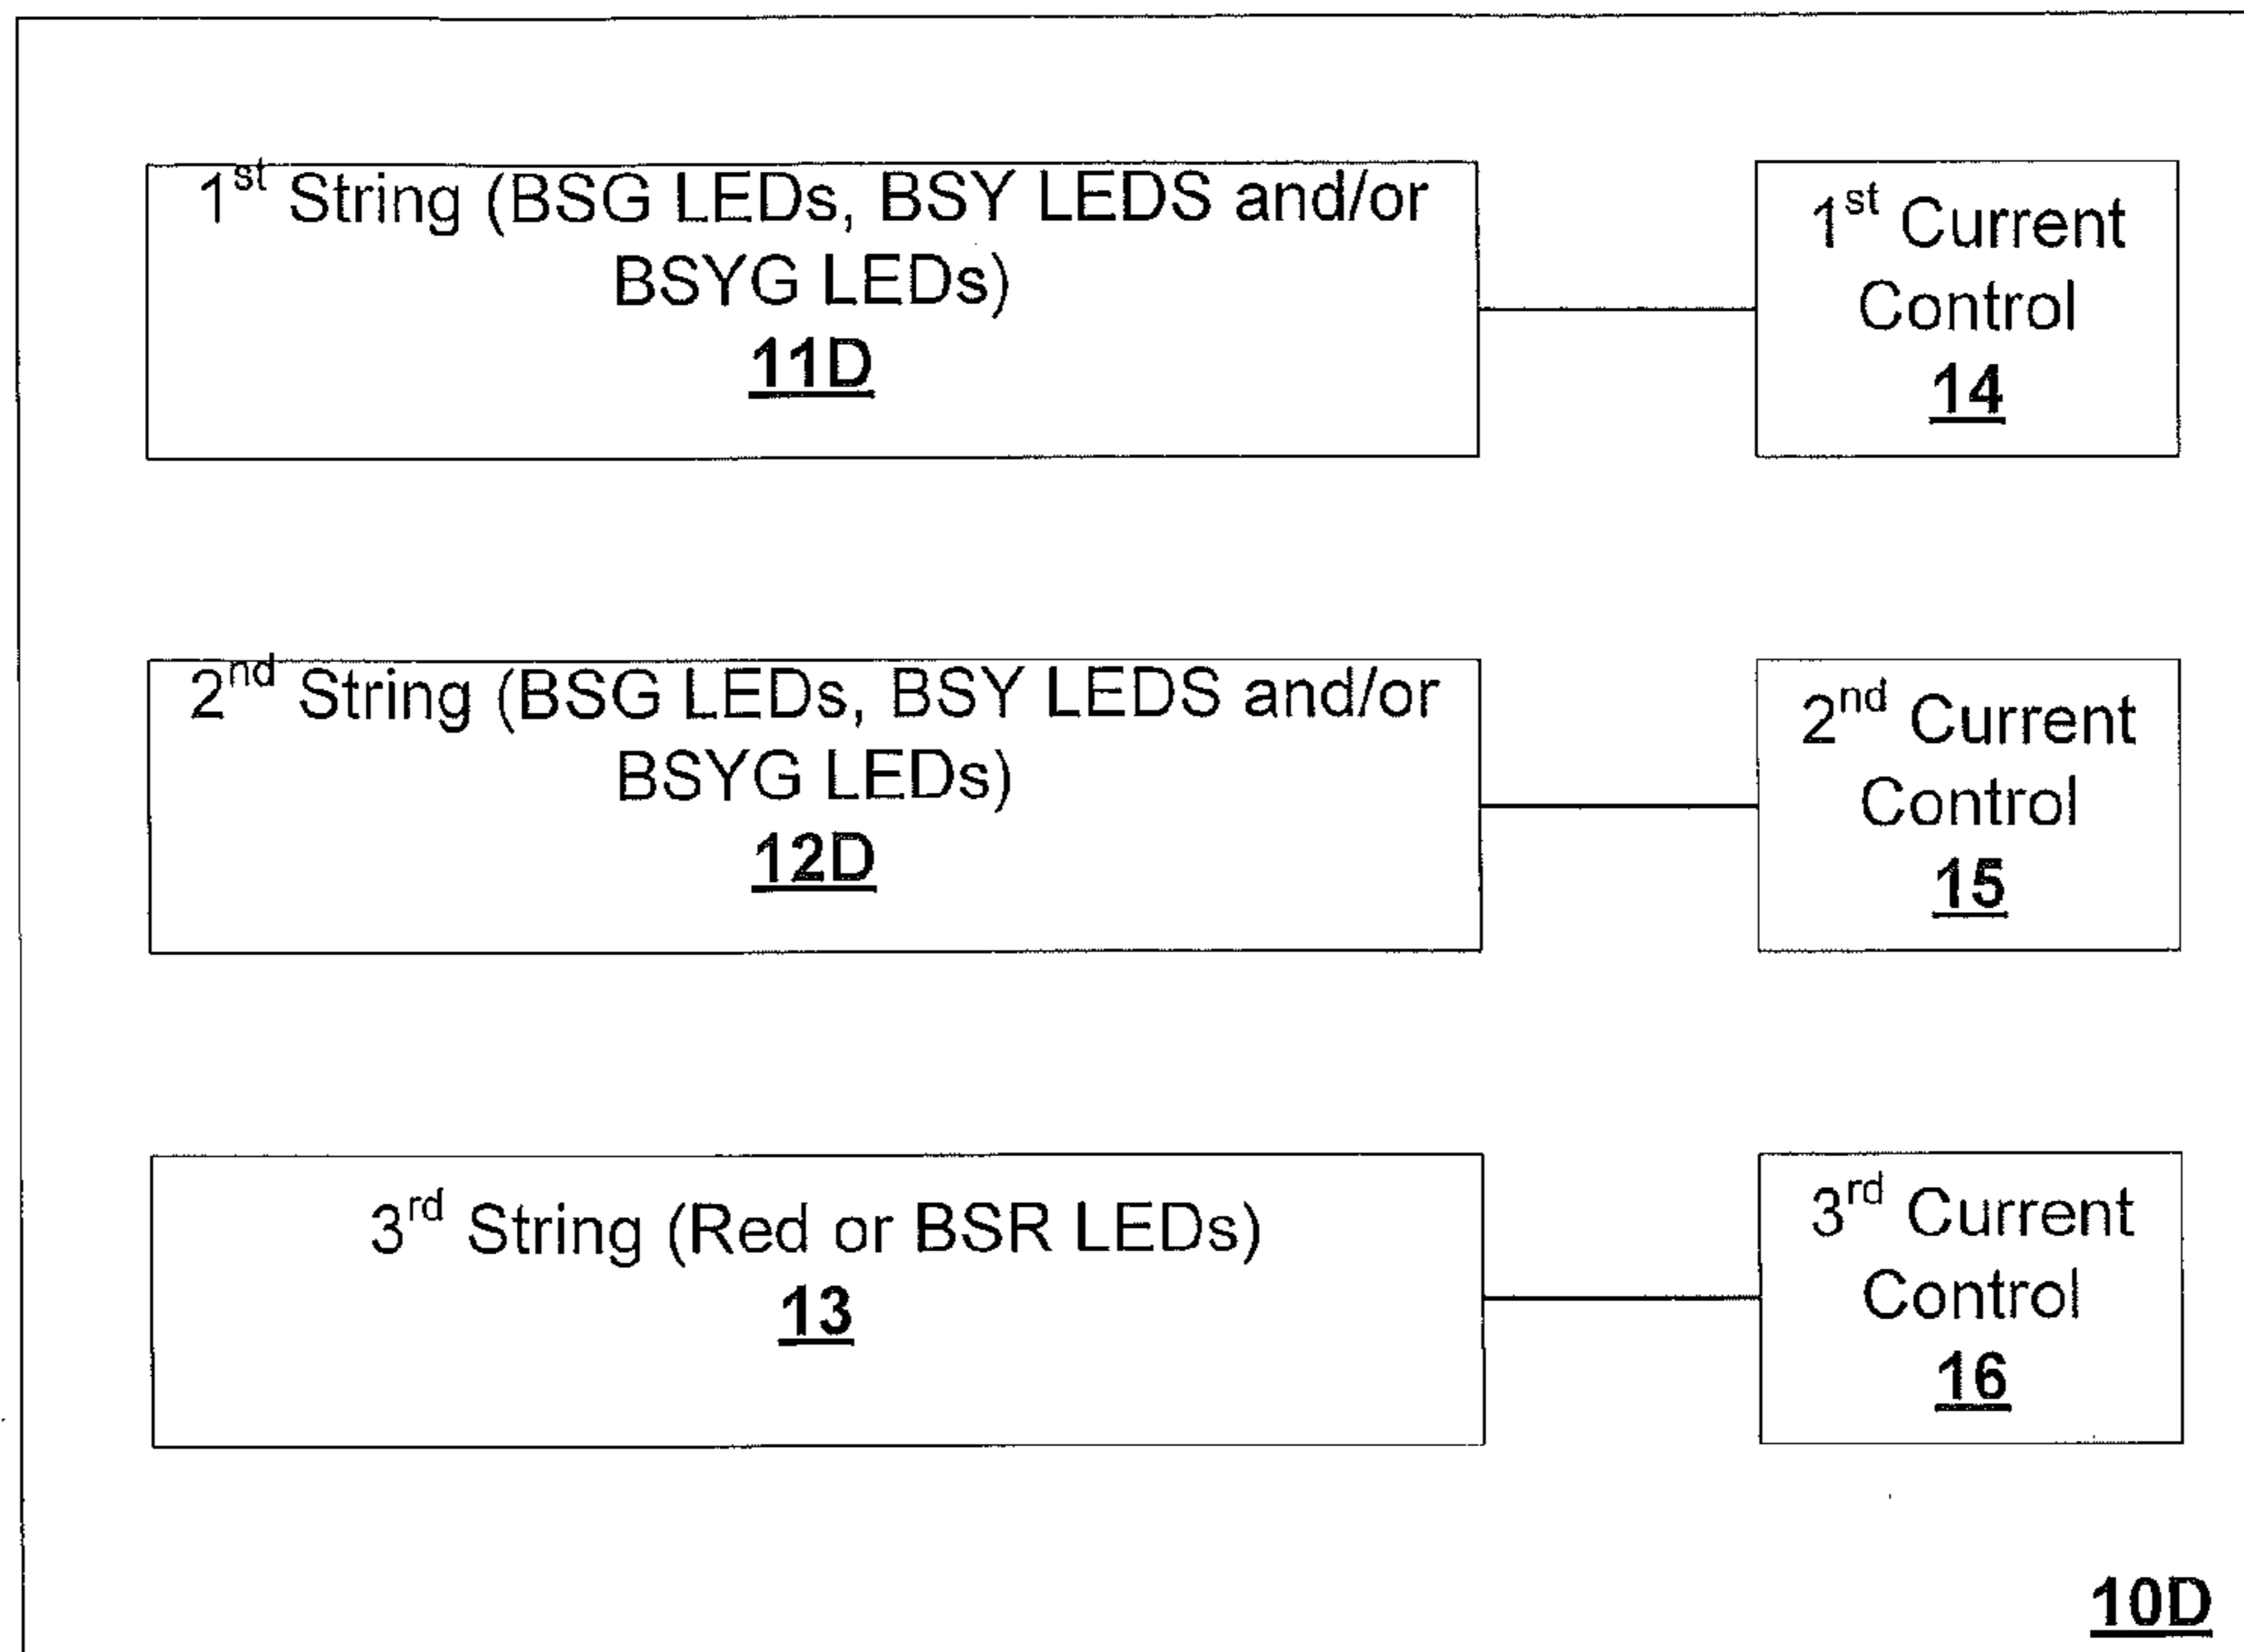 1st String (BSG LEDs, BSY LEDS and/or
BSYG LEDs)
11D
1st Current
Control
14
2nd String (BSG LEDs, BSY LEDS and/or
BSYG LEDs)
12D
2nd Current
Control
15
3rd String (Red or BSR LEDs)
13
3rd Current
Control
16
10D